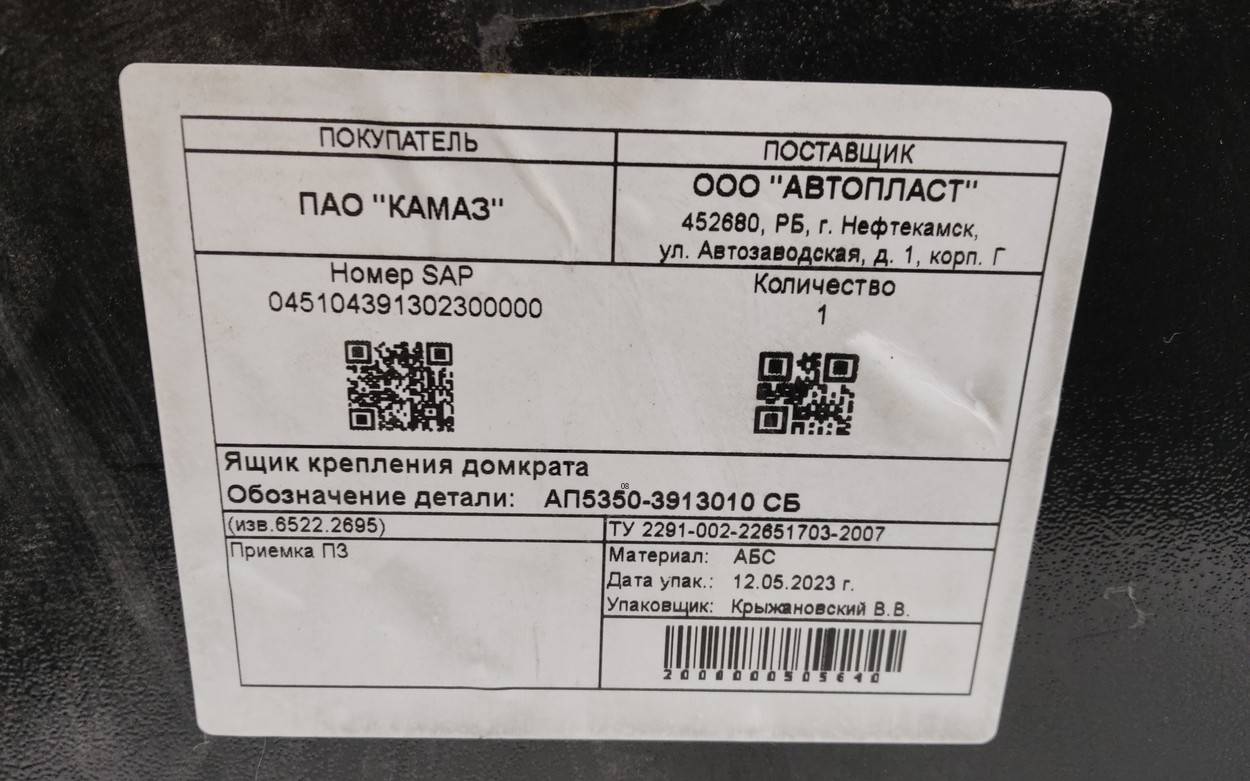 ПОКУПАТЕЛЬ
ПОСТАВЩИК
ПАО "КАМАЗ"
ООО "АВТОПЛАСТ"
452680, РБ, г. Нефтекамск,
ул. Автозаводская, д. 1, корп. Г
Номер SAP
045104391302300000
Количество
1
Ящик крепления домкрата
08
Обозначение детали: АП5350-3913010 СБ
(изв.6522.2695)
ТУ 2291-002-22651703-2007
Приемка ПЗ
Материал: АБС
Дата упак.: 12.05.2023 г.
Упаковщик: Крыжановский В.В.
2000000505640